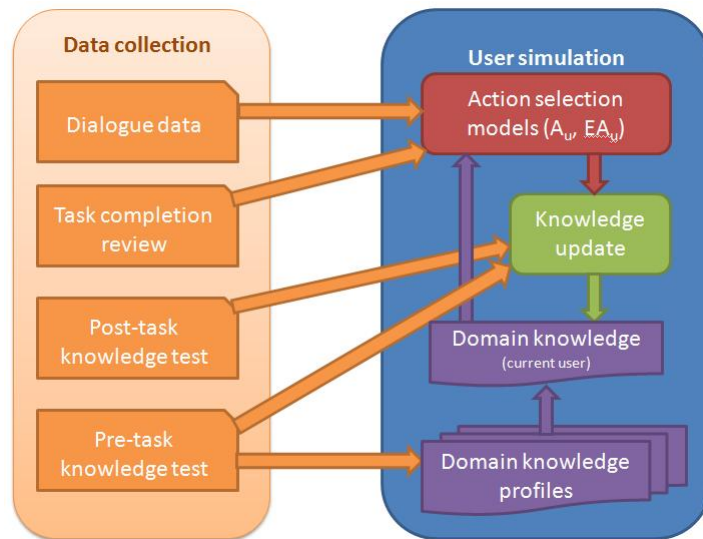 Data collection
Dialogue data
Task completion
review
Post-task
knowledge test
Pre-task
knowledge test
User simulation
Action selection
models (Au, EAu)
Knowledge
update
Domain knowledge
(current user)
Domain knowledge
profiles